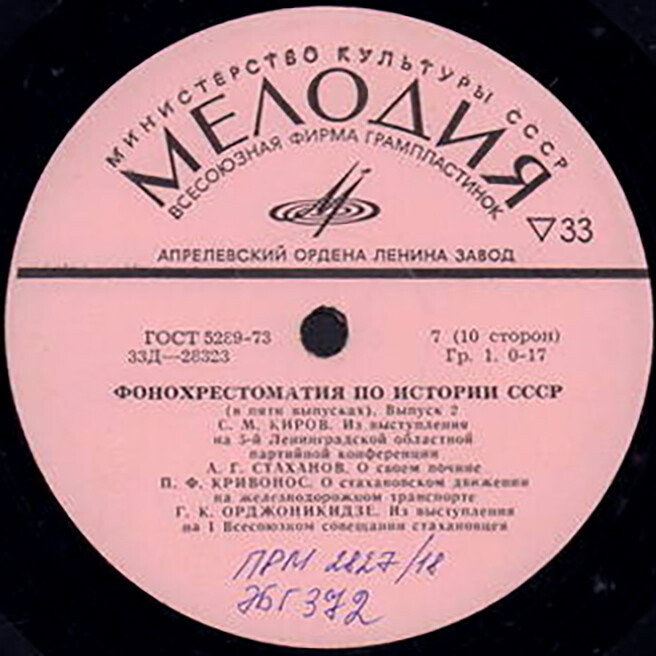 МИНИСТЕРСТВО КУЛЬТУРЫ СССР
МЕЛОДИЯ
ВСЕСОЮЗНАЯ ФИРМА ГРАМПЛАСТИНОК
▽33
АПРЕЛЕВСКИЙ ОРДЕНА ЛЕНИНА ЗАВОД
ГОСТ 5289-73 7 (10 сторон)
33Д—28323 Гр. 1. 0-17
ФОНОХРЕСТОМАТИЯ ПО ИСТОРИИ СССР
(в пяти выпусках). Выпуск 2
С. М. КИРОВ. Из выступления
на 5-й Ленинградской областной
партийной конференции
А. Г. СТАХАНОВ. О своем почине
П. Ф. КРИВОНОС. О стахановском движении
на железнодорожном транспорте
Г. К. ОРДЖОНИКИДЗЕ. Из выступления
на 1 Всесоюзном совещании стахановцев
ПРМ 2827/18
ЭБГ 372